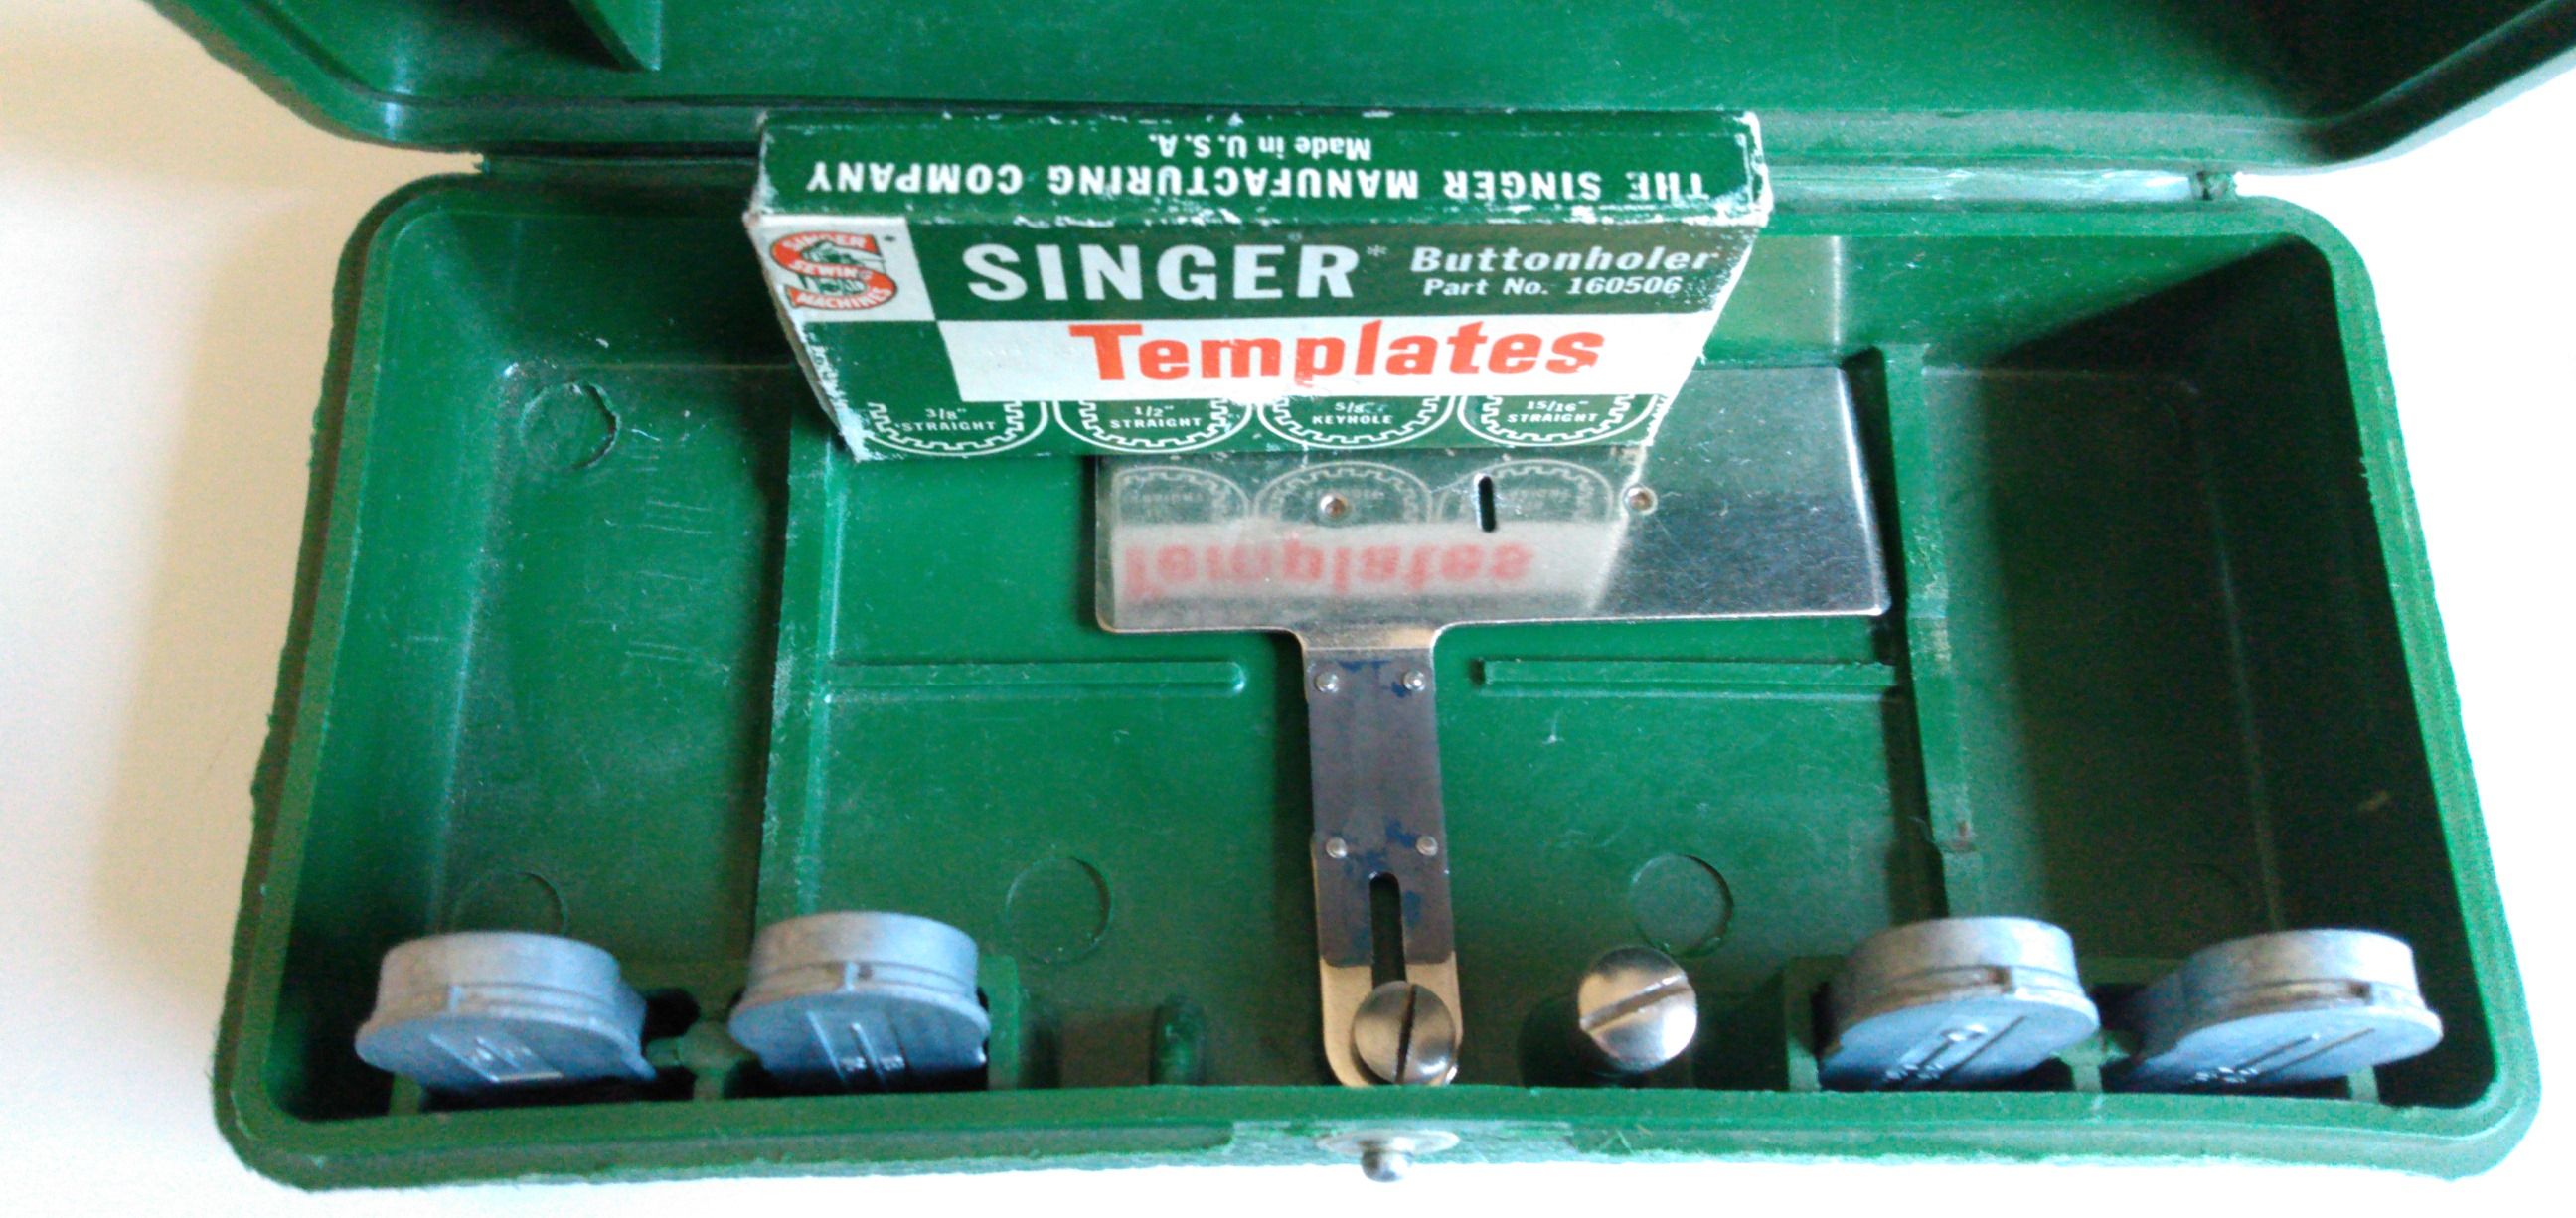 THE SINGER MANUFACTURING COMPANY
Made in U.S.A.
SINGER
SEWING
MACHINES
SINGER* Buttonholer
Part No. 160506
Templates
3/8" STRAIGHT
1/2" STRAIGHT
5/8" KEYHOLE
15/16" STRAIGHT
Templates